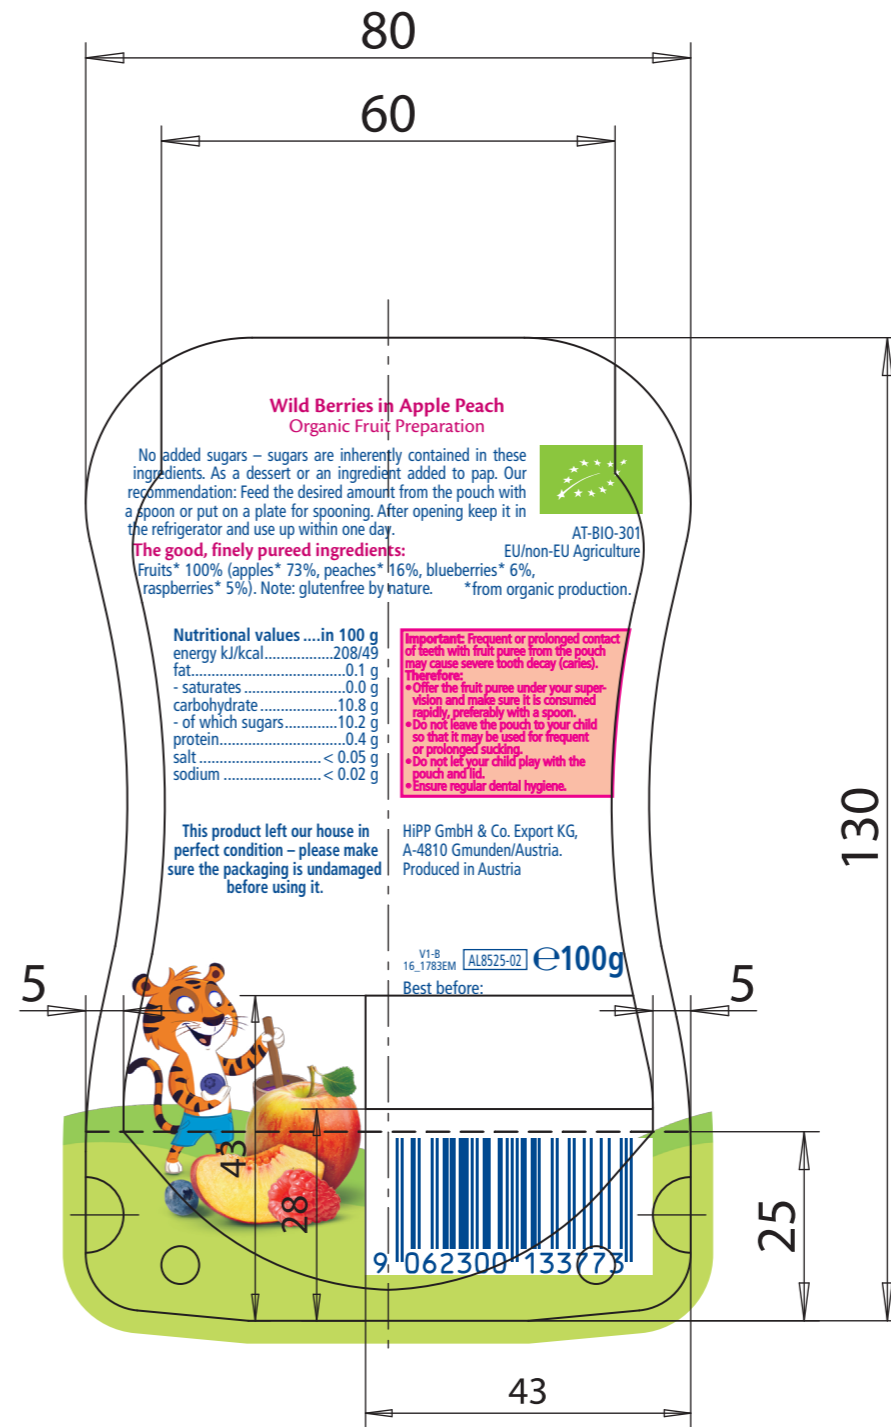 80
60
Wild Berries in Apple Peach
Organic Fruit Preparation
No added sugars – sugars are inherently contained in these
ingredients. As a dessert or an ingredient added to pap. Our
recommendation: Feed the desired amount from the pouch with
a spoon or put on a plate for spooning. After opening keep it in
the refrigerator and use up within one day.
AT-BIO-301
EU/non-EU Agriculture
The good, finely pureed ingredients:
Fruits* 100% (apples* 73%, peaches* 16%, blueberries* 6%,
raspberries* 5%). Note: glutenfree by nature. *from organic production.
Nutritional values ....in 100 g
energy kJ/kcal................208/49
fat.............................0.1 g
- saturates ........................0.0 g
carbohydrate ..................10.8 g
- of which sugars............10.2 g
protein.............................0.4 g
salt ............................. < 0.05 g
sodium ....................... < 0.02 g
Important: Frequent or prolonged contact
of teeth with fruit puree from the pouch
may cause severe tooth decay (caries).
Therefore:
•Offer the fruit puree under your super-
vision and make sure it is consumed
rapidly, preferably with a spoon.
•Do not leave the pouch to your child
so that it may be used for frequent
or prolonged sucking.
•Do not let your child play with the
pouch and lid.
•Ensure regular dental hygiene.
This product left our house in
perfect condition – please make
sure the packaging is undamaged
before using it.
HiPP GmbH & Co. Export KG,
A-4810 Gmunden/Austria.
Produced in Austria
130
V1-B
16_1783EM
AL8525-02
℮100g
Best before:
5
5
43
28
25
9 062300 133773
43